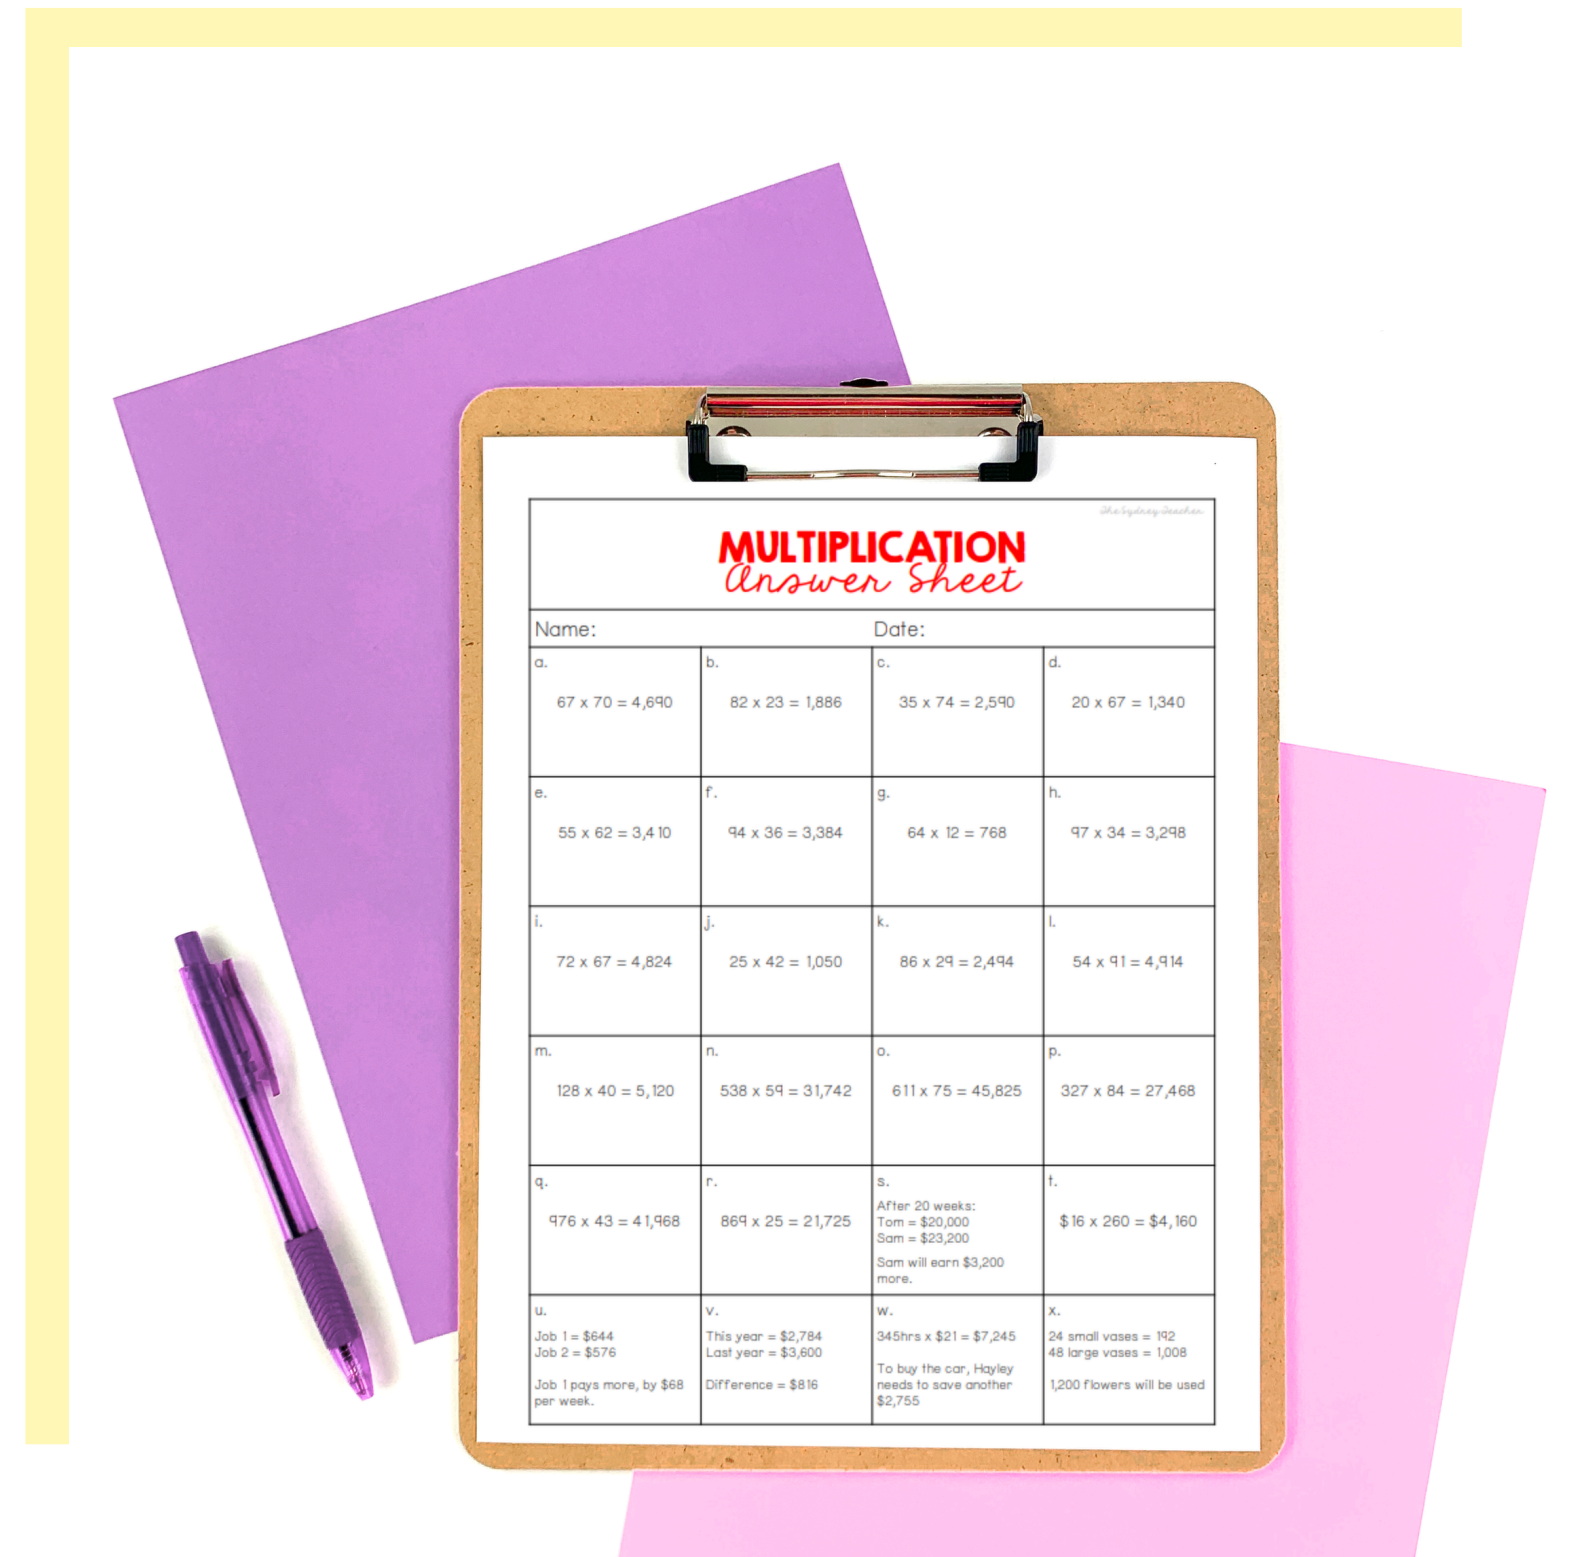 TheSydneyTeacher
MULTIPLICATION
Answer Sheet
Name: Date:
a.
67 x 70 = 4,690
b.
82 x 23 = 1,886
c.
35 x 74 = 2,590
d.
20 x 67 = 1,340
e.
55 x 62 = 3,410
f.
94 x 36 = 3,384
g.
64 x 12 = 768
h.
97 x 34 = 3,298
i.
72 x 67 = 4,824
j.
25 x 42 = 1,050
k.
86 x 29 = 2,494
l.
54 x 91 = 4,914
m.
128 x 40 = 5,120
n.
538 x 59 = 31,742
o.
611 x 75 = 45,825
p.
327 x 84 = 27,468
q.
976 x 43 = 41,968
r.
869 x 25 = 21,725
s.
After 20 weeks:
Tom = $20,000
Sam = $23,200
Sam will earn $3,200
more.
t.
$16 x 260 = $4,160
u.
Job 1 = $644
Job 2 = $576
Job 1 pays more, by $68
per week.
v.
This year = $2,784
Last year = $3,600
Difference = $816
w.
345hrs x $21 = $7,245
To buy the car, Hayley
needs to save another
$2,755
x.
24 small vases = 192
48 large vases = 1,008
1,200 flowers will be used